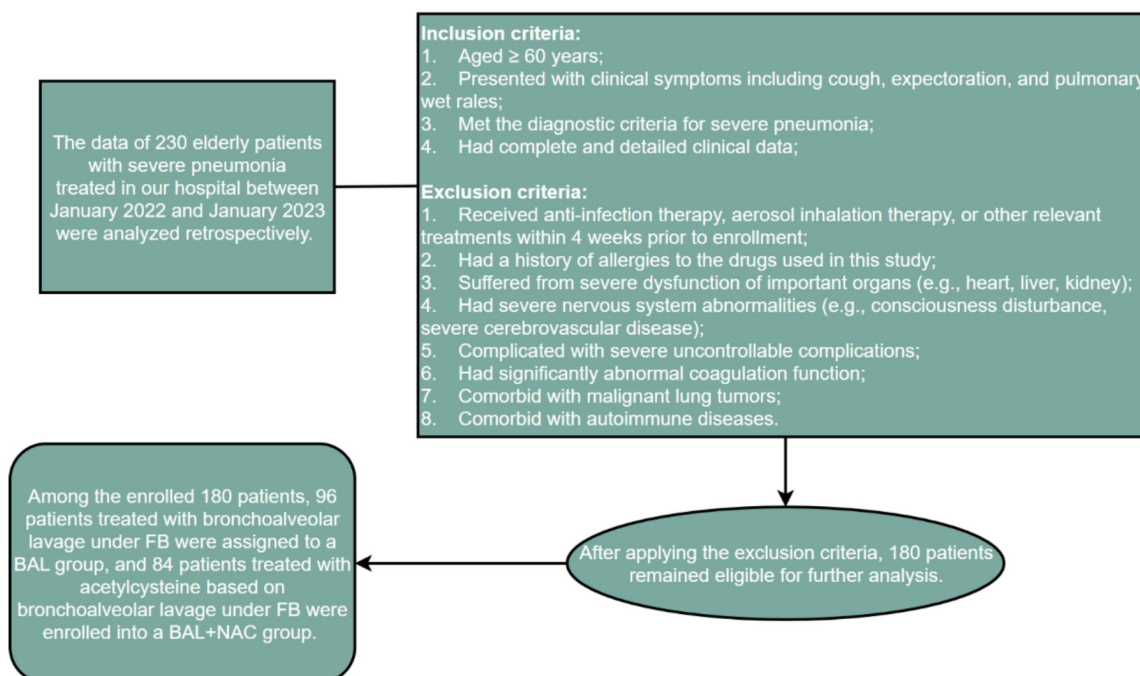 The data of 230 elderly patients
with severe pneumonia
treated in our hospital between
January 2022 and January 2023
were analyzed retrospectively.
Inclusion criteria:
1. Aged ≥ 60 years;
2. Presented with clinical symptoms including cough, expectoration, and pulmonary
wet rales;
3. Met the diagnostic criteria for severe pneumonia;
4. Had complete and detailed clinical data;
Exclusion criteria:
1. Received anti-infection therapy, aerosol inhalation therapy, or other relevant
treatments within 4 weeks prior to enrollment;
2. Had a history of allergies to the drugs used in this study;
3. Suffered from severe dysfunction of important organs (e.g., heart, liver, kidney);
4. Had severe nervous system abnormalities (e.g., consciousness disturbance,
severe cerebrovascular disease);
5. Complicated with severe uncontrollable complications;
6. Had significantly abnormal coagulation function;
7. Comorbid with malignant lung tumors;
8. Comorbid with autoimmune diseases.
After applying the exclusion criteria, 180 patients
remained eligible for further analysis.
Among the enrolled 180 patients, 96
patients treated with bronchoalveolar
lavage under FB were assigned to a
BAL group, and 84 patients treated with
acetylcysteine based on
bronchoalveolar lavage under FB were
enrolled into a BAL+NAC group.